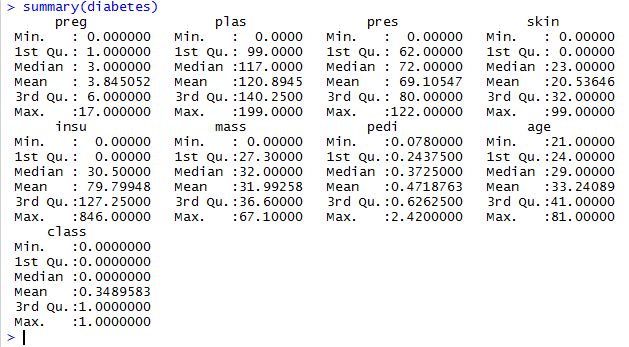 > summary(diabetes)
preg plas pres skin
Min. : 0.000000 Min. : 0.0000 Min. : 0.00000 Min. : 0.00000
1st Qu.: 1.000000 1st Qu.: 99.0000 1st Qu.: 62.00000 1st Qu.: 0.00000
Median : 3.000000 Median :117.0000 Median : 72.00000 Median :23.00000
Mean : 3.845052 Mean :120.8945 Mean : 69.10547 Mean :20.53646
3rd Qu.: 6.000000 3rd Qu.:140.2500 3rd Qu.: 80.00000 3rd Qu.:32.00000
Max. :17.000000 Max. :199.0000 Max. :122.00000 Max. :99.00000
insu mass pedi age
Min. : 0.00000 Min. : 0.00000 Min. :0.0780000 Min. :21.00000
1st Qu.: 0.00000 1st Qu.:27.30000 1st Qu.:0.2437500 1st Qu.:24.00000
Median : 30.50000 Median :32.00000 Median :0.3725000 Median :29.00000
Mean : 79.79948 Mean :31.99258 Mean :0.4718763 Mean :33.24089
3rd Qu.:127.25000 3rd Qu.:36.60000 3rd Qu.:0.6262500 3rd Qu.:41.00000
Max. :846.00000 Max. :67.10000 Max. :2.4200000 Max. :81.00000
class
Min. :0.0000000
1st Qu.:0.0000000
Median :0.0000000
Mean :0.3489583
3rd Qu.:1.0000000
Max. :1.0000000
>